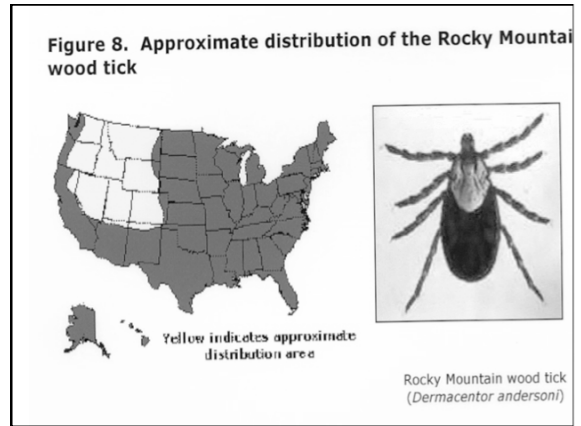 Figure 8. Approximate distribution of the Rocky Mountai
wood tick
Yellow indicates approximate
distribution area
Rocky Mountain wood tick
(Dermacentor andersoni)